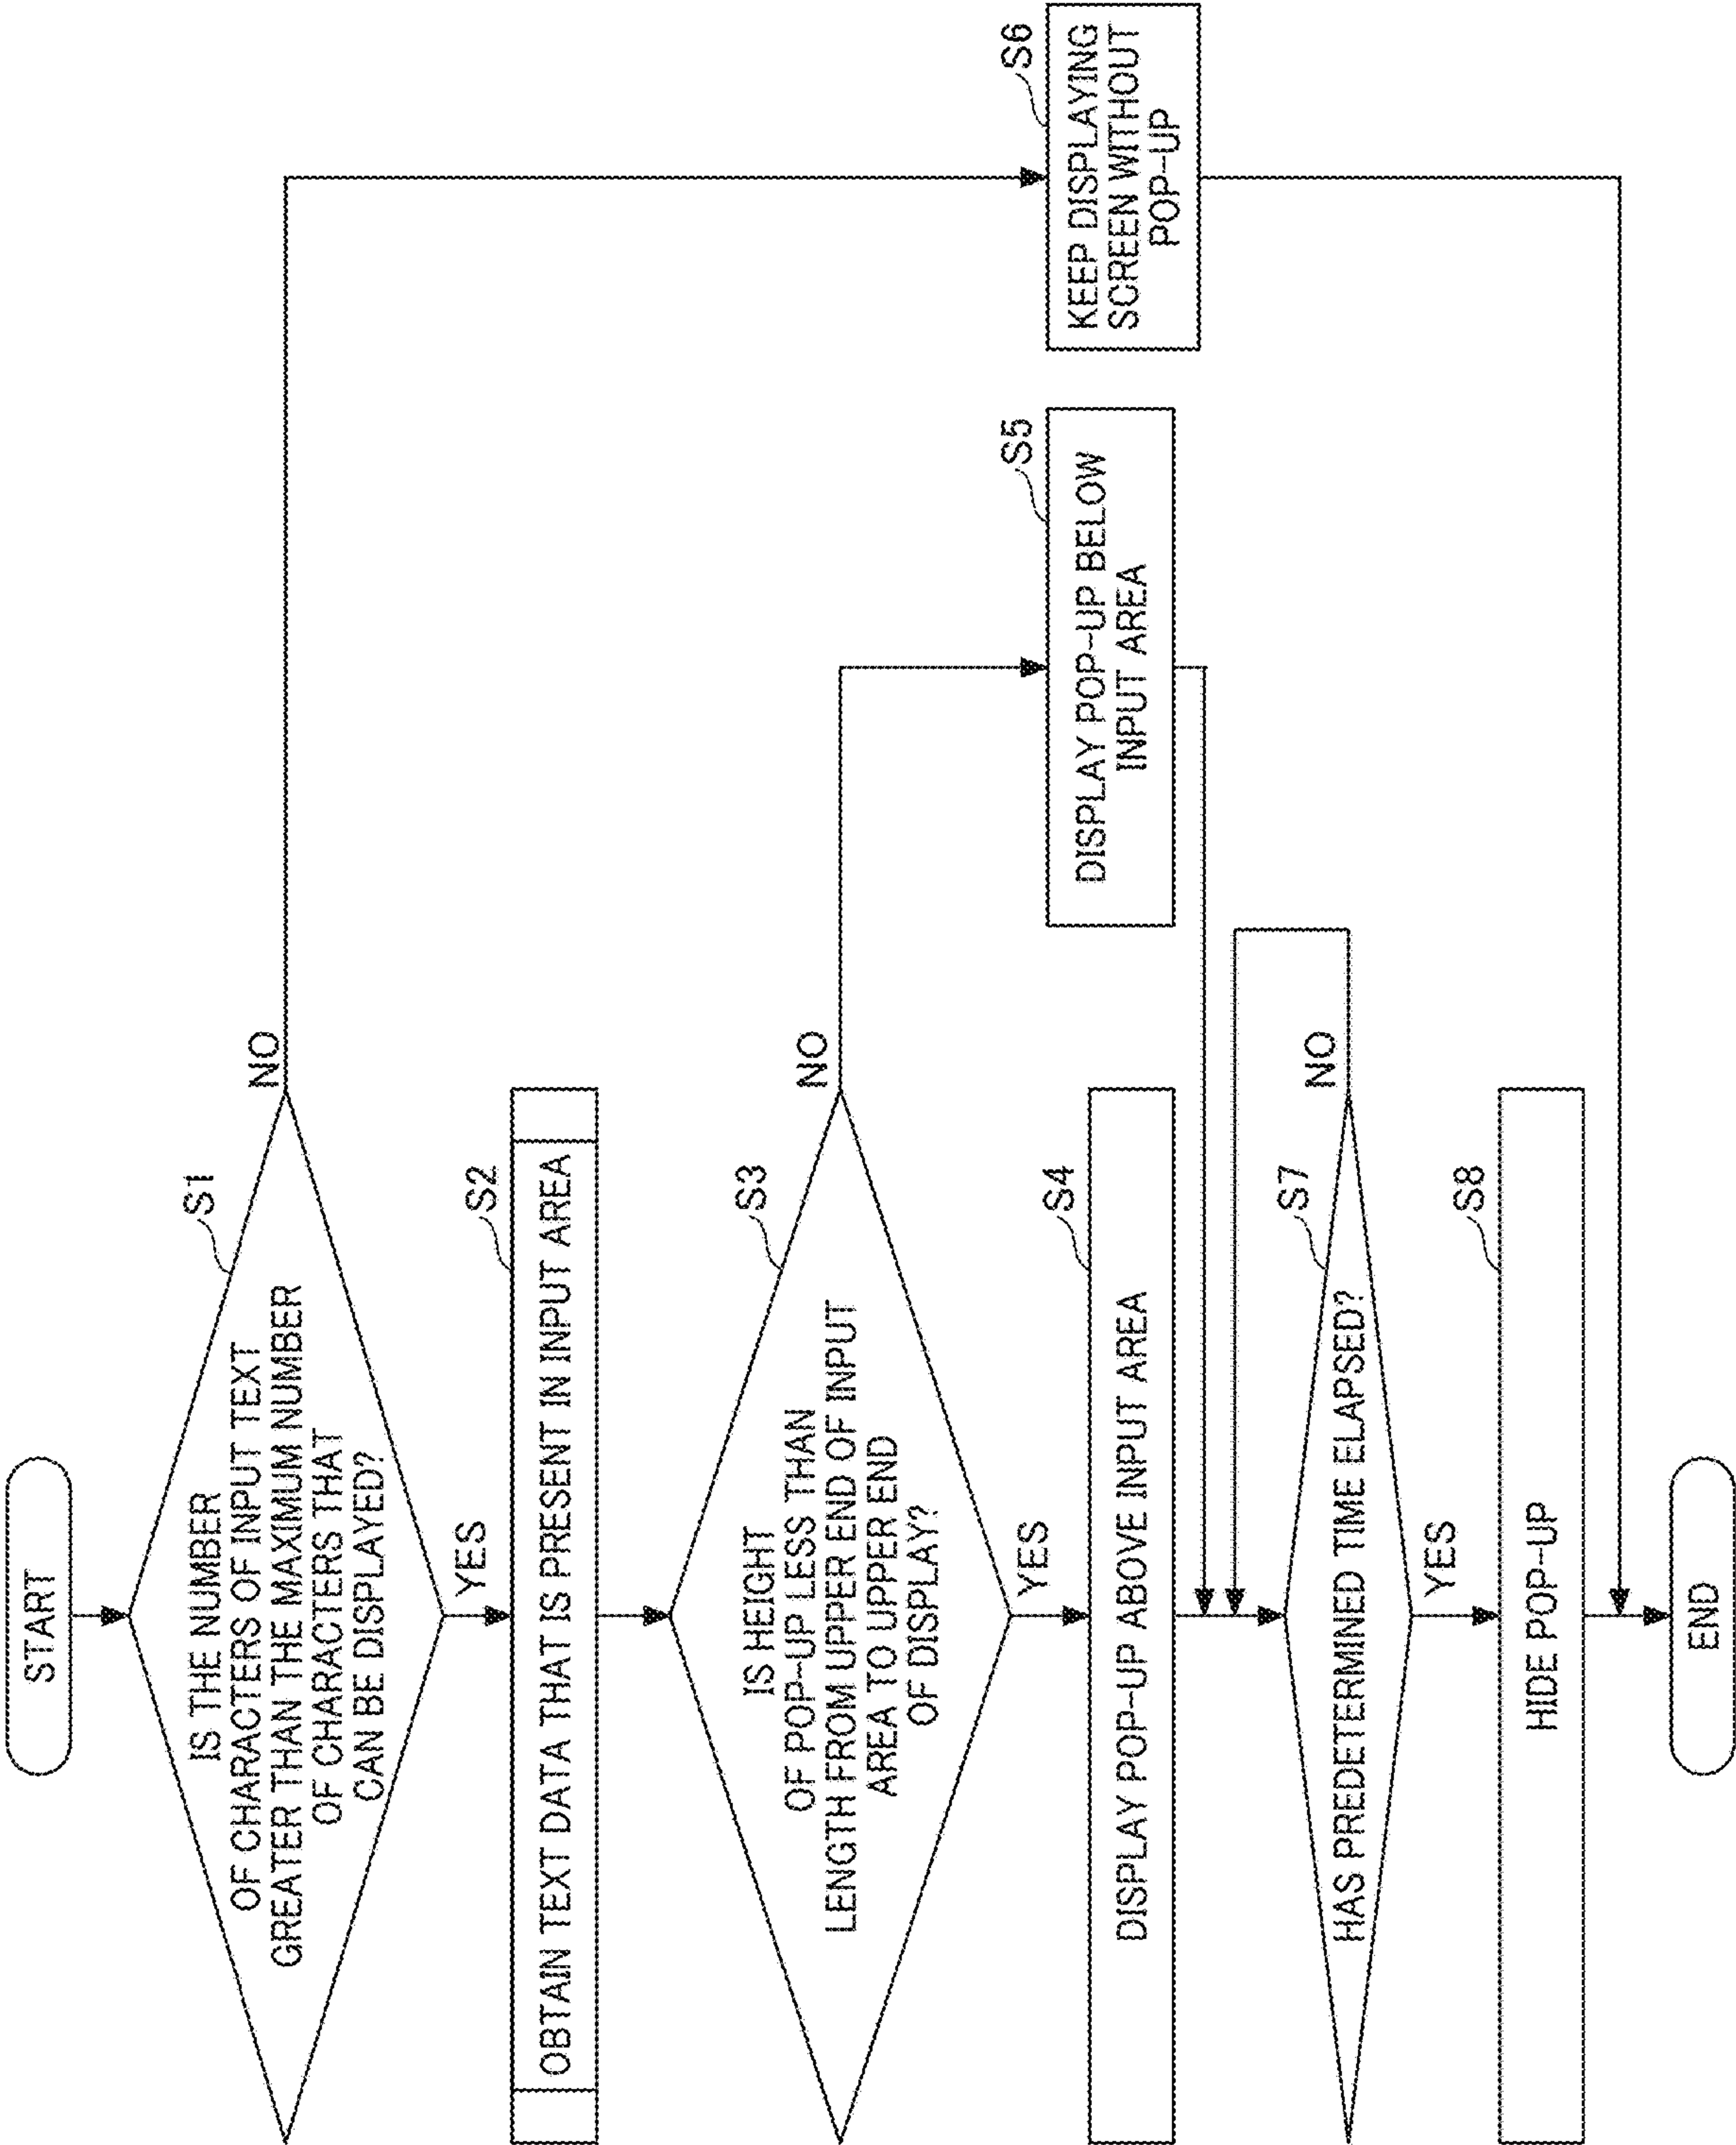 START
S1
IS THE NUMBER
OF CHARACTERS OF INPUT TEXT
GREATER THAN THE MAXIMUM NUMBER
OF CHARACTERS THAT
CAN BE DISPLAYED?
NO
YES
S2
OBTAIN TEXT DATA THAT IS PRESENT IN INPUT AREA
S3
IS HEIGHT
OF POP-UP LESS THAN
LENGTH FROM UPPER END OF INPUT
AREA TO UPPER END
OF DISPLAY?
NO
YES
S4
DISPLAY POP-UP ABOVE INPUT AREA
S5
DISPLAY POP-UP BELOW
INPUT AREA
S6
KEEP DISPLAYING
SCREEN WITHOUT
POP-UP
S7
HAS PREDETERMINED TIME ELAPSED?
NO
YES
S8
HIDE POP-UP
END